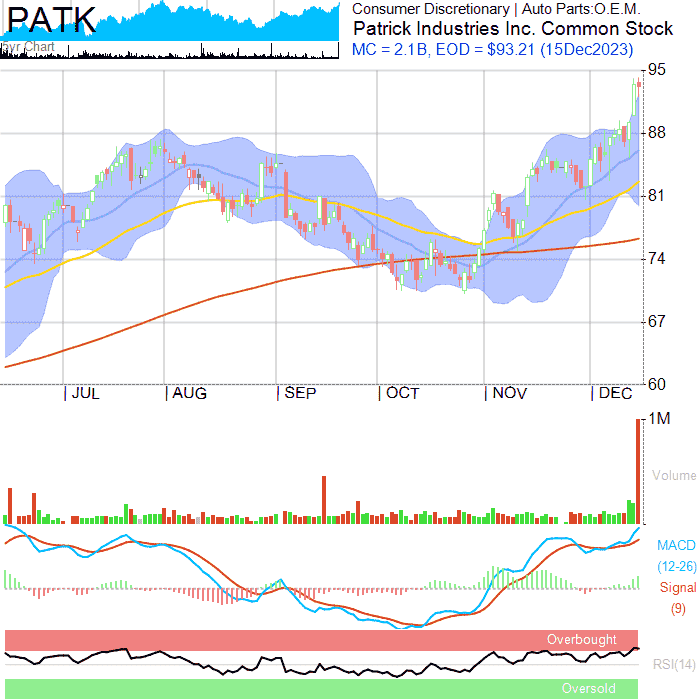 PATK
5yr Chart
Consumer Discretionary | Auto Parts:O.E.M.
Patrick Industries Inc. Common Stock
MC = 2.1B, EOD = $93.21 (15Dec2023)
95
88
81
74
67
60
| JUL | AUG | SEP | OCT | NOV | DEC
1M
Volume
MACD
(12-26)
Signal
(9)
Overbought
RSI(14)
Oversold